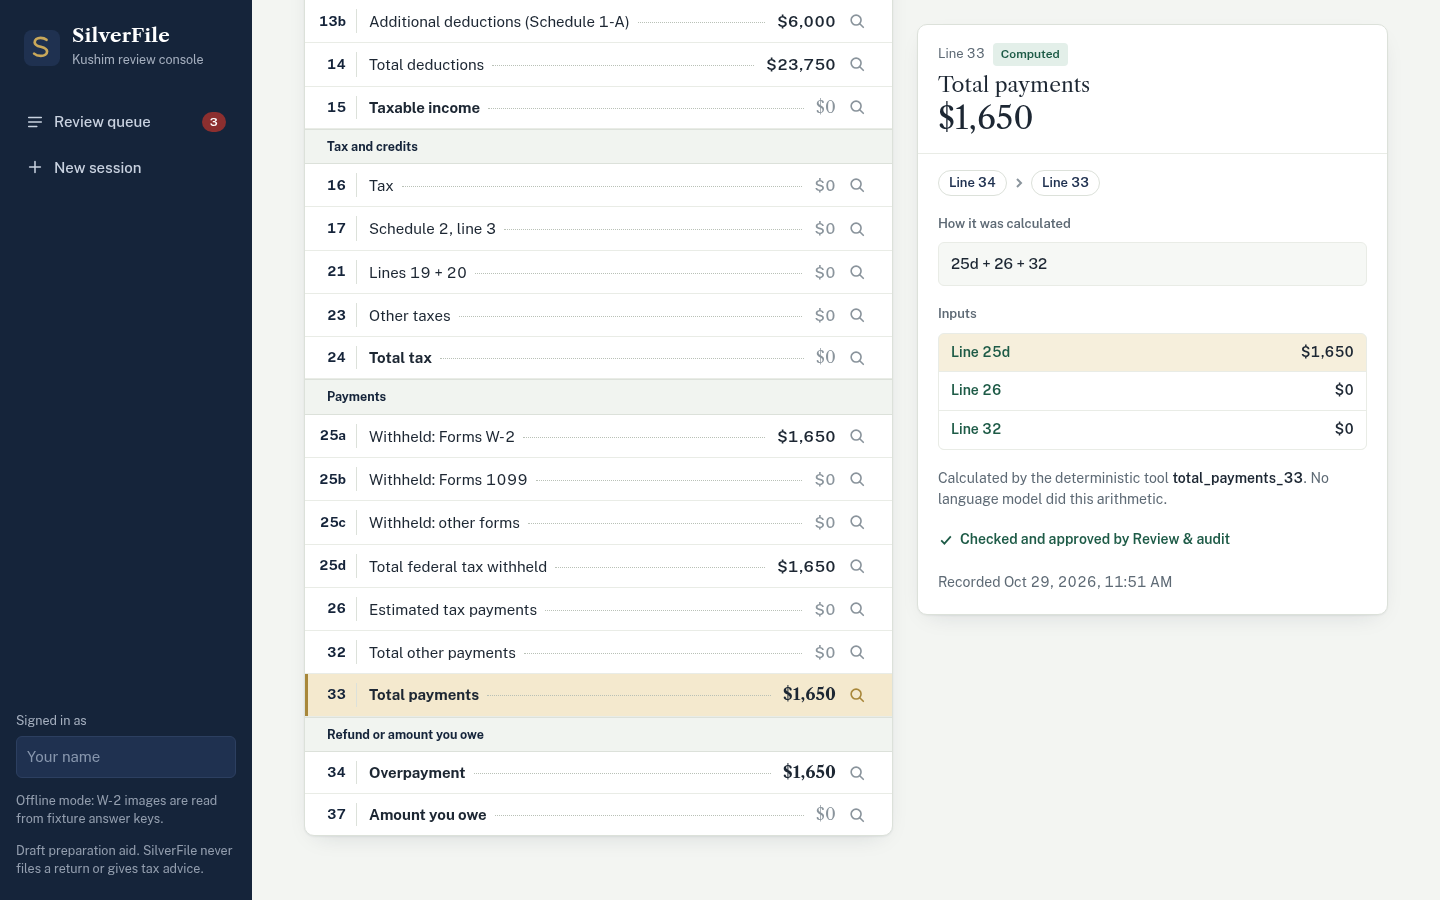 S
SilverFile
Kushim review console
Review queue 3
New session
Signed in as
Your name
Offline mode: W-2 images are read
from fixture answer keys.
Draft preparation aid. SilverFile never
files a return or gives tax advice.
13b Additional deductions (Schedule 1-A) $6,000
14 Total deductions $23,750
15 Taxable income $0
Tax and credits
16 Tax $0
17 Schedule 2, line 3 $0
21 Lines 19 + 20 $0
23 Other taxes $0
24 Total tax $0
Payments
25a Withheld: Forms W-2 $1,650
25b Withheld: Forms 1099 $0
25c Withheld: other forms $0
25d Total federal tax withheld $1,650
26 Estimated tax payments $0
32 Total other payments $0
33 Total payments $1,650
Refund or amount you owe
34 Overpayment $1,650
37 Amount you owe $0
Line 33 Computed
Total payments
$1,650
Line 34 > Line 33
How it was calculated
25d + 26 + 32
Inputs
Line 25d $1,650
Line 26 $0
Line 32 $0
Calculated by the deterministic tool total_payments_33. No
language model did this arithmetic.
Checked and approved by Review & audit
Recorded Oct 29, 2026, 11:51 AM